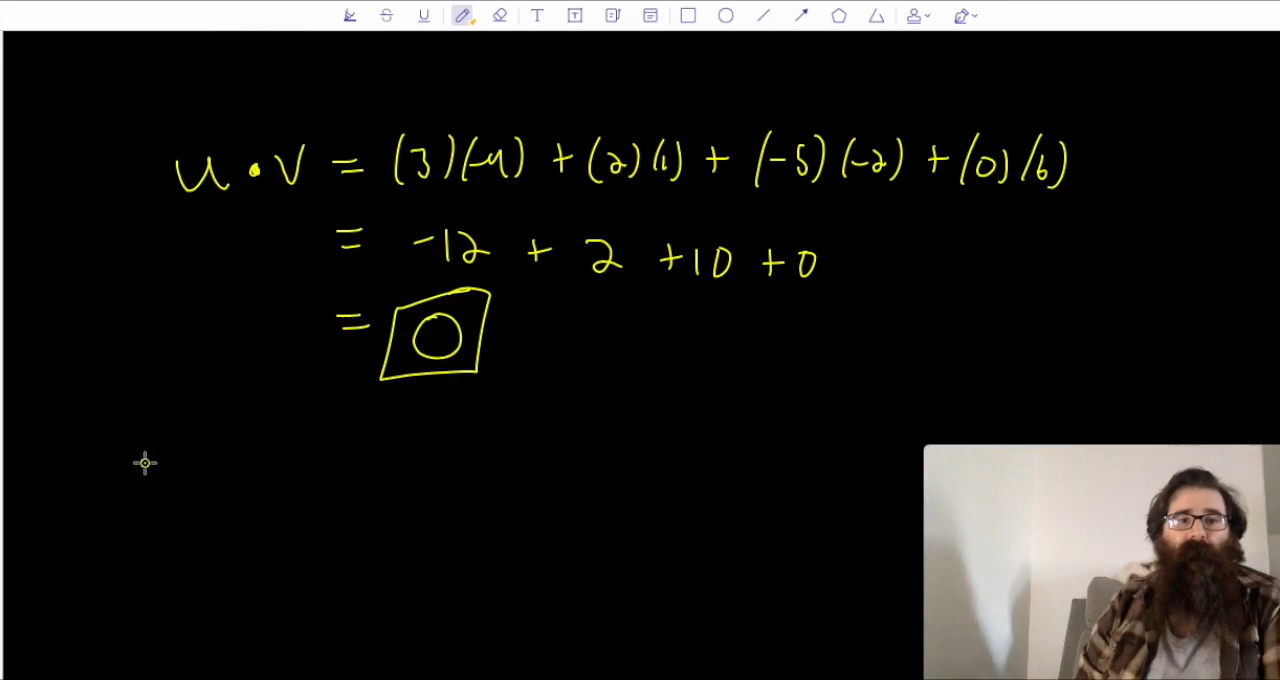 u · v = (3)(-4) + (2)(1) + (-5)(-2) + (0)(6)
= -12 + 2 +10 +0
= 0